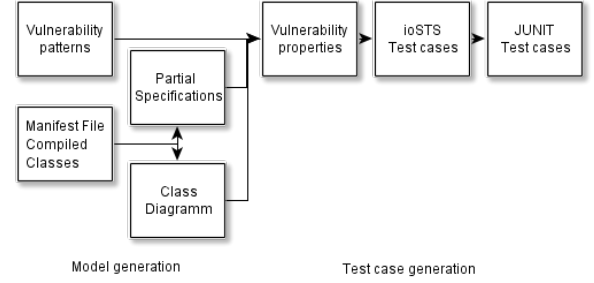 Vulnerability
patterns
Vulnerability
properties
ioSTS
Test cases
JUNIT
Test cases
Partial
Specifications
Manifest File
Compiled
Classes
Class
Diagramm
Model generation
Test case generation